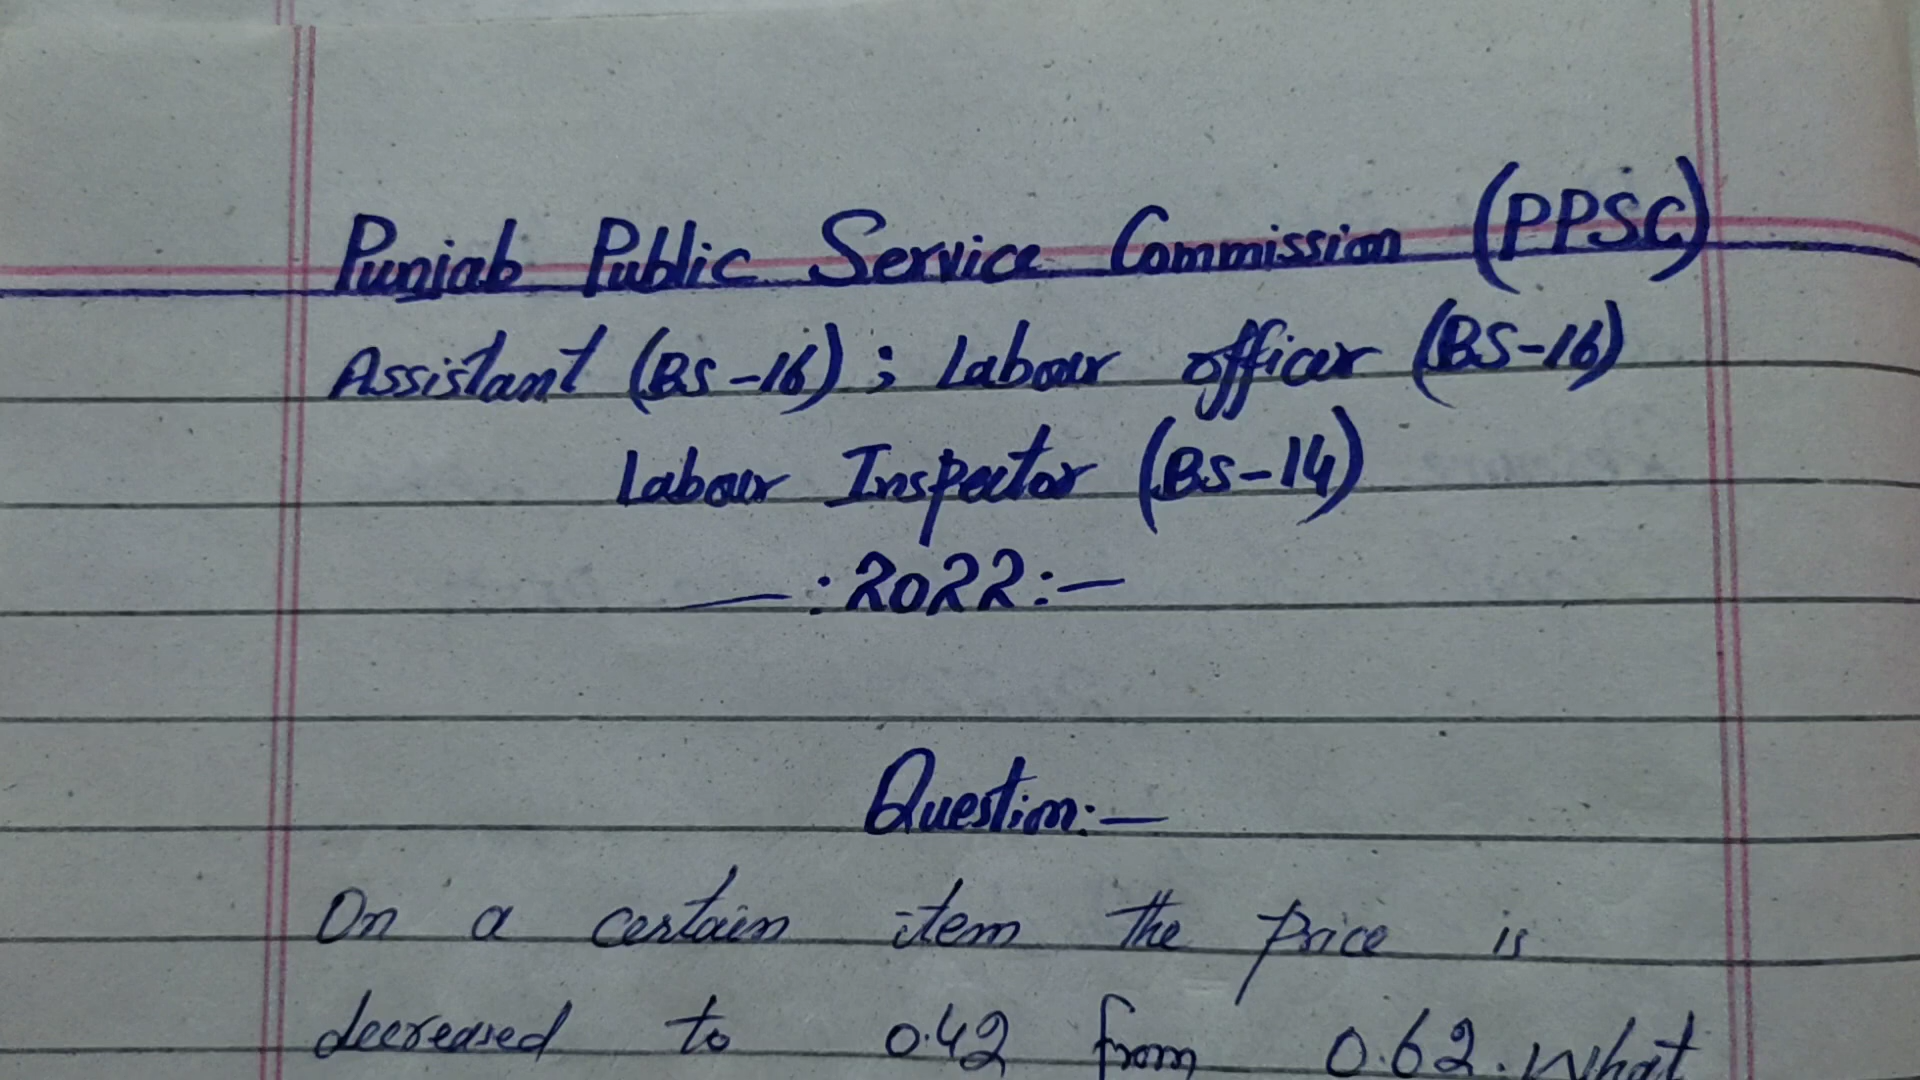 Punjab Public Service Commission (PPSC)
Assistant (BS-16) ; Labour officer (BS-16)
Labour Inspector (BS-14)
—:2022:—
Question:—
On a certain item the price is
decreased to 0.42 from 0.62. What